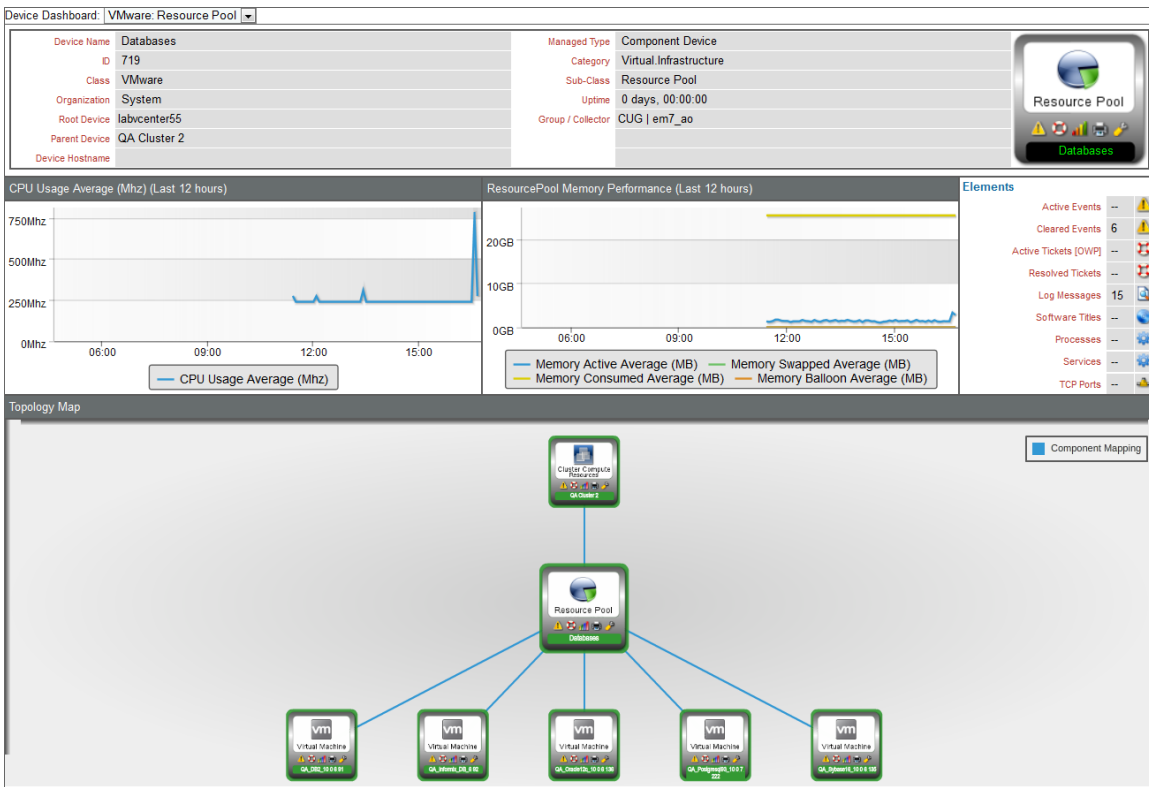 Device Dashboard: VMware: Resource Pool
Device Name Databases
ID 719
Class VMware
Organization System
Root Device labvcenter55
Parent Device QA Cluster 2
Device Hostname
Managed Type Component Device
Category Virtual.Infrastructure
Sub-Class Resource Pool
Uptime 0 days, 00:00:00
Group / Collector CUG | em7_ao
Resource Pool
Databases
CPU Usage Average (Mhz) (Last 12 hours)
750Mhz
500Mhz
250Mhz
0Mhz
06:00 09:00 12:00 15:00
CPU Usage Average (Mhz)
ResourcePool Memory Performance (Last 12 hours)
20GB
10GB
0GB
06:00 09:00 12:00 15:00
Memory Active Average (MB) Memory Swapped Average (MB)
Memory Consumed Average (MB) Memory Balloon Average (MB)
Elements
Active Events --
Cleared Events 6
Active Tickets [OWP] --
Resolved Tickets --
Log Messages 15
Software Titles --
Processes --
Services --
TCP Ports --
Topology Map
Component Mapping
Cluster Compute
Resources
QA Cluster 2
Resource Pool
Databases
vm vm vm vm vm
Virtual Machine Virtual Machine Virtual Machine Virtual Machine Virtual Machine